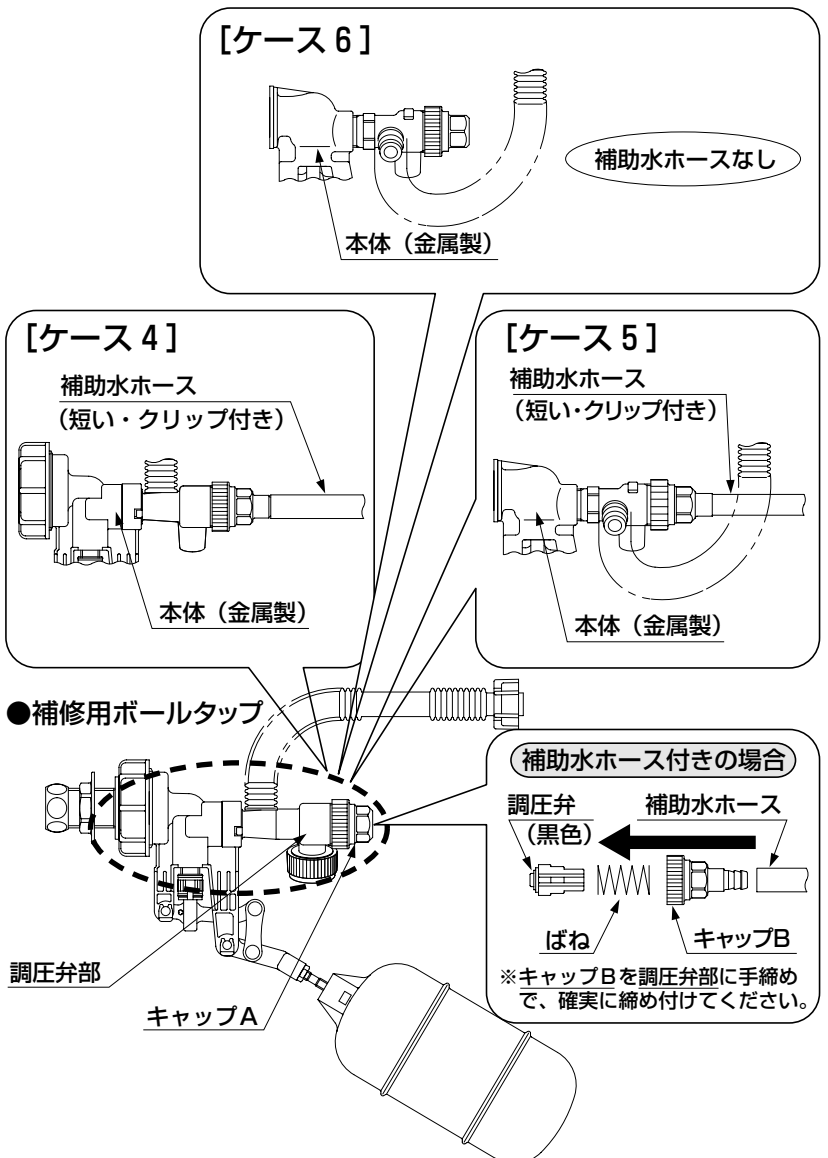 [ケース6]
補助水ホースなし
本体（金属製）
[ケース4]
補助水ホース
（短い・クリップ付き）
本体（金属製）
[ケース5]
補助水ホース
（短い・クリップ付き）
本体（金属製）
●補修用ボールタップ
調圧弁部
キャップA
補助水ホース付きの場合
調圧弁
（黒色）
補助水ホース
ばね
キャップB
※キャップBを調圧弁部に手締め
で、確実に締め付けてください。